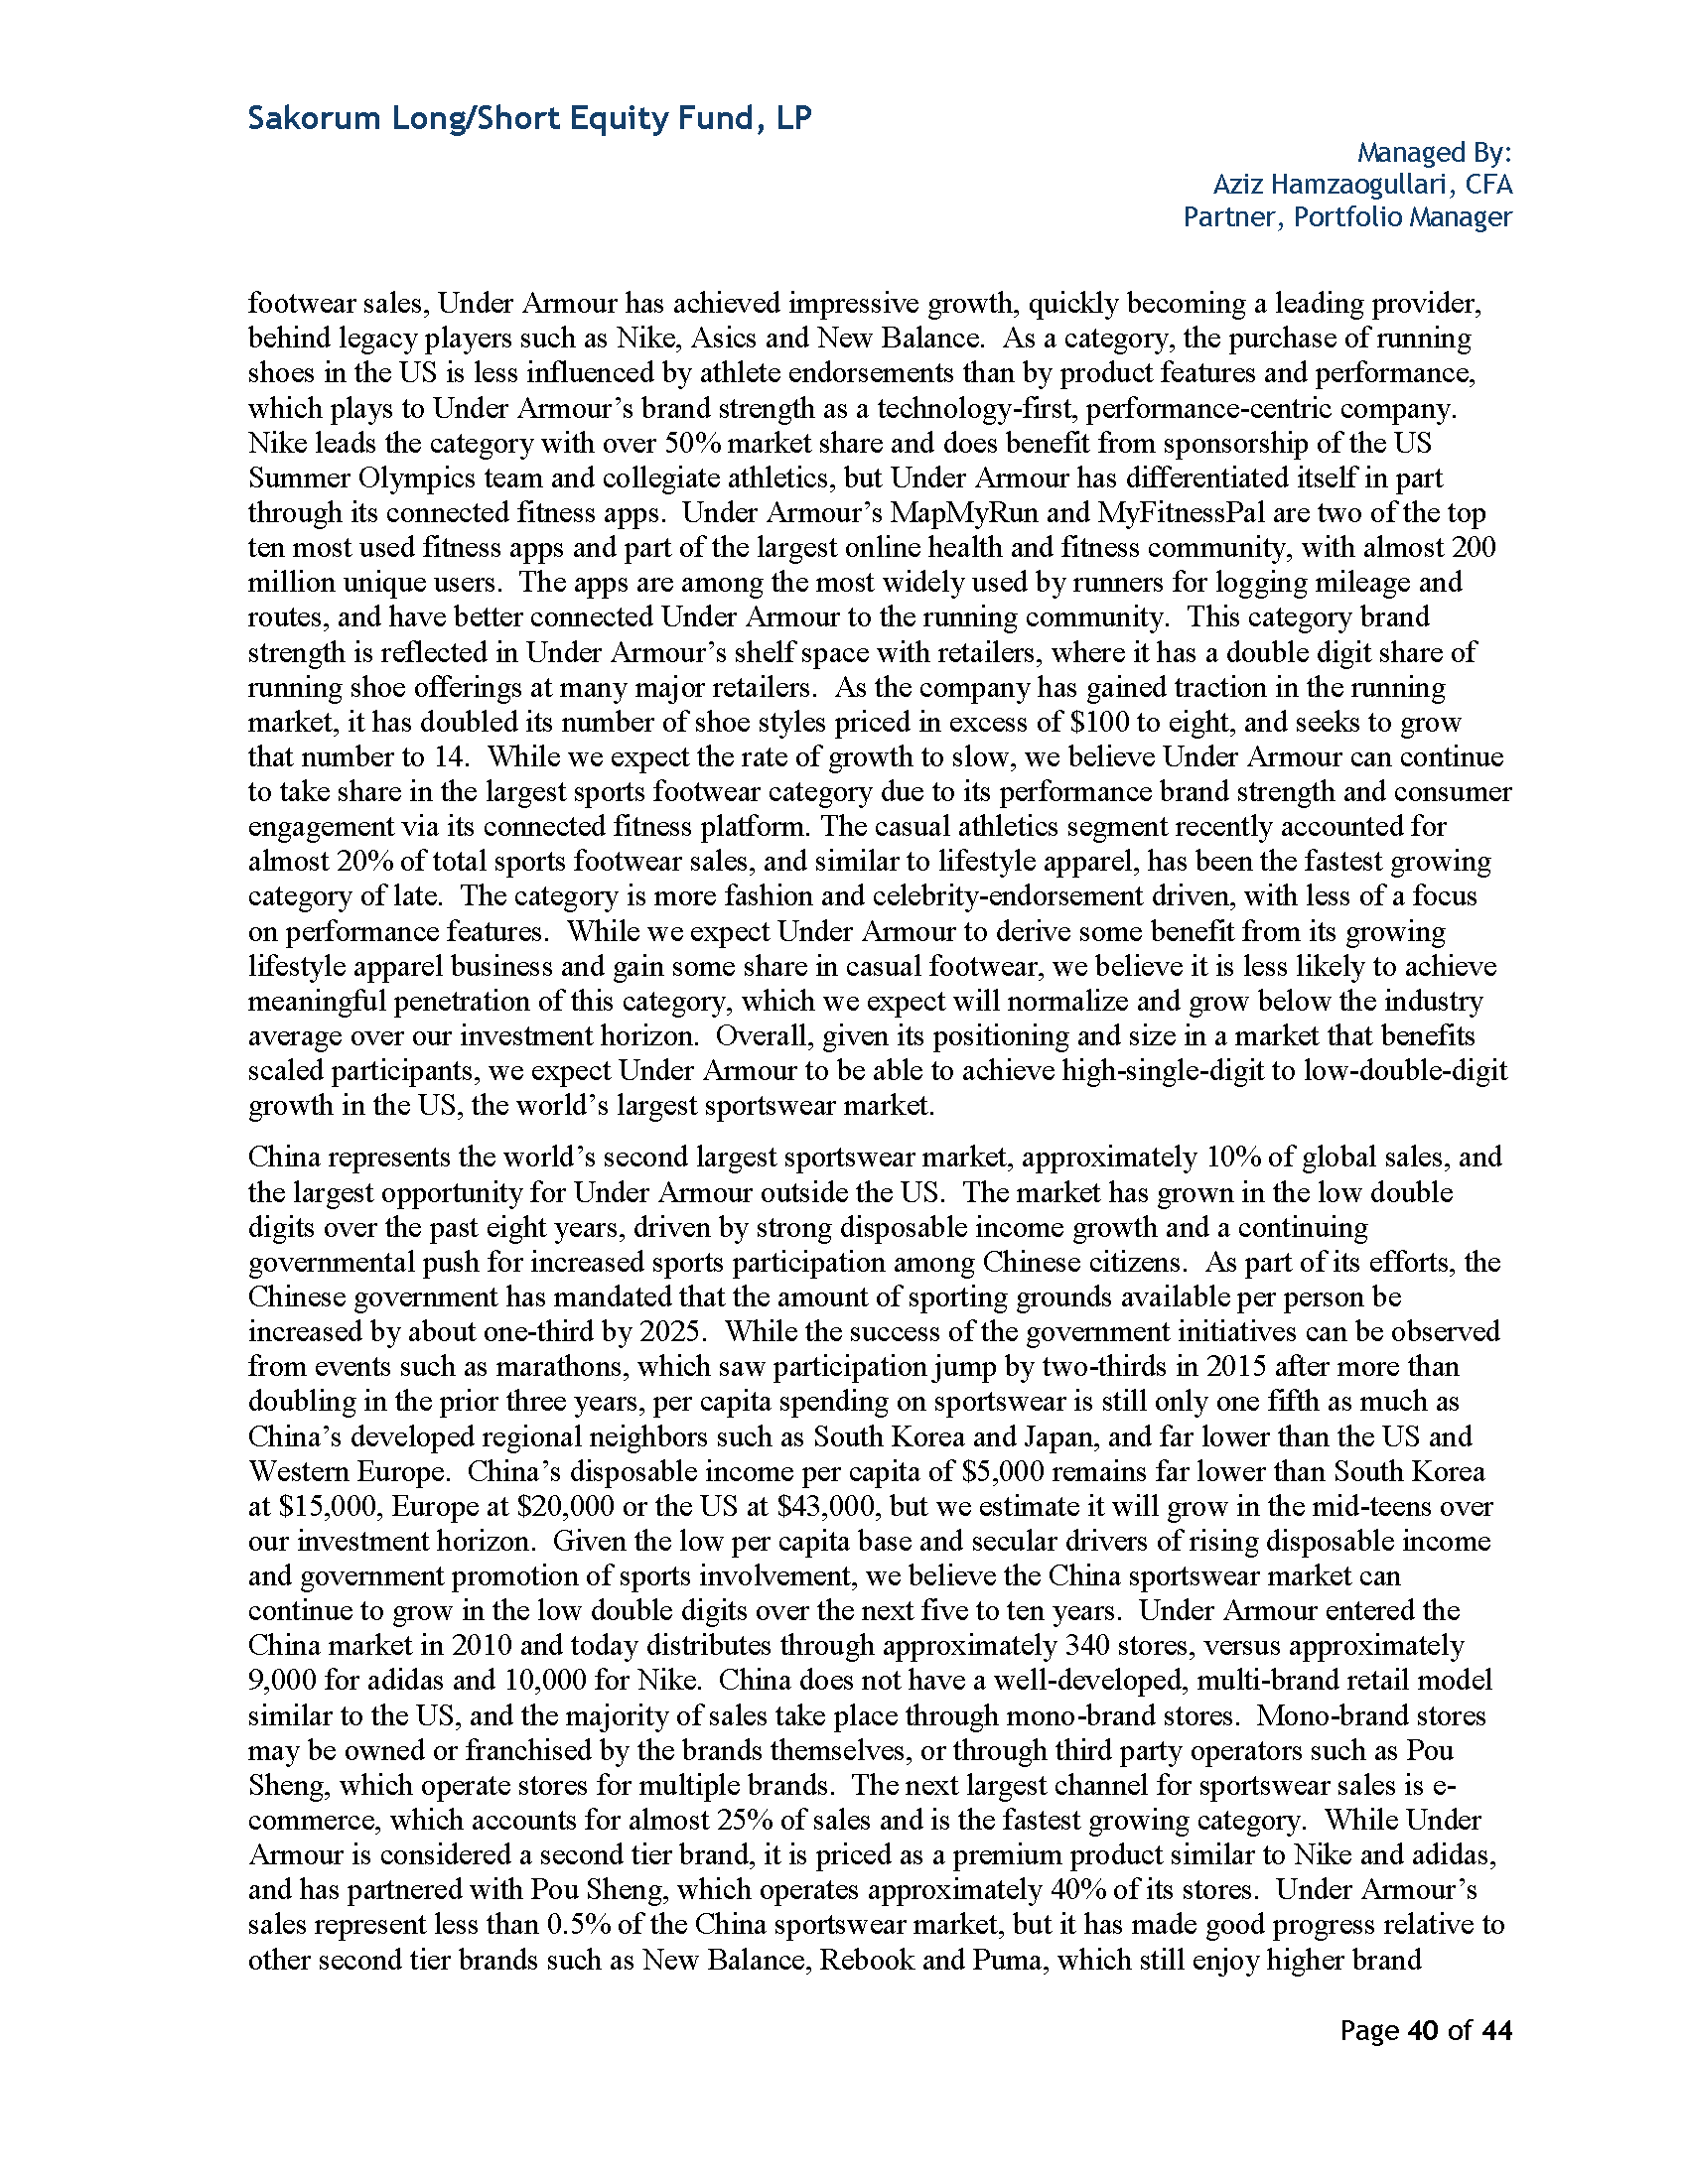 Sakorum Long/Short Equity Fund, LP
Managed By:
Aziz Hamzaogullari, CFA
Partner, Portfolio Manager
footwear sales, Under Armour has achieved impressive growth, quickly becoming a leading provider,
behind legacy players such as Nike, Asics and New Balance.  As a category, the purchase of running
shoes in the US is less influenced by athlete endorsements than by product features and performance,
which plays to Under Armour’s brand strength as a technology-first, performance-centric company.
Nike leads the category with over 50% market share and does benefit from sponsorship of the US
Summer Olympics team and collegiate athletics, but Under Armour has differentiated itself in part
through its connected fitness apps.  Under Armour’s MapMyRun and MyFitnessPal are two of the top
ten most used fitness apps and part of the largest online health and fitness community, with almost 200
million unique users.  The apps are among the most widely used by runners for logging mileage and
routes, and have better connected Under Armour to the running community.  This category brand
strength is reflected in Under Armour’s shelf space with retailers, where it has a double digit share of
running shoe offerings at many major retailers.  As the company has gained traction in the running
market, it has doubled its number of shoe styles priced in excess of $100 to eight, and seeks to grow
that number to 14.  While we expect the rate of growth to slow, we believe Under Armour can continue
to take share in the largest sports footwear category due to its performance brand strength and consumer
engagement via its connected fitness platform. The casual athletics segment recently accounted for
almost 20% of total sports footwear sales, and similar to lifestyle apparel, has been the fastest growing
category of late.  The category is more fashion and celebrity-endorsement driven, with less of a focus
on performance features.  While we expect Under Armour to derive some benefit from its growing
lifestyle apparel business and gain some share in casual footwear, we believe it is less likely to achieve
meaningful penetration of this category, which we expect will normalize and grow below the industry
average over our investment horizon.  Overall, given its positioning and size in a market that benefits
scaled participants, we expect Under Armour to be able to achieve high-single-digit to low-double-digit
growth in the US, the world’s largest sportswear market.
China represents the world’s second largest sportswear market, approximately 10% of global sales, and
the largest opportunity for Under Armour outside the US.  The market has grown in the low double
digits over the past eight years, driven by strong disposable income growth and a continuing
governmental push for increased sports participation among Chinese citizens.  As part of its efforts, the
Chinese government has mandated that the amount of sporting grounds available per person be
increased by about one-third by 2025.  While the success of the government initiatives can be observed
from events such as marathons, which saw participation jump by two-thirds in 2015 after more than
doubling in the prior three years, per capita spending on sportswear is still only one fifth as much as
China’s developed regional neighbors such as South Korea and Japan, and far lower than the US and
Western Europe.  China’s disposable income per capita of $5,000 remains far lower than South Korea
at $15,000, Europe at $20,000 or the US at $43,000, but we estimate it will grow in the mid-teens over
our investment horizon.  Given the low per capita base and secular drivers of rising disposable income
and government promotion of sports involvement, we believe the China sportswear market can
continue to grow in the low double digits over the next five to ten years.  Under Armour entered the
China market in 2010 and today distributes through approximately 340 stores, versus approximately
9,000 for adidas and 10,000 for Nike.  China does not have a well-developed, multi-brand retail model
similar to the US, and the majority of sales take place through mono-brand stores.  Mono-brand stores
may be owned or franchised by the brands themselves, or through third party operators such as Pou
Sheng, which operate stores for multiple brands.  The next largest channel for sportswear sales is e-
commerce, which accounts for almost 25% of sales and is the fastest growing category.  While Under
Armour is considered a second tier brand, it is priced as a premium product similar to Nike and adidas,
and has partnered with Pou Sheng, which operates approximately 40% of its stores.  Under Armour’s
sales represent less than 0.5% of the China sportswear market, but it has made good progress relative to
other second tier brands such as New Balance, Rebook and Puma, which still enjoy higher brand
Page 40 of 44